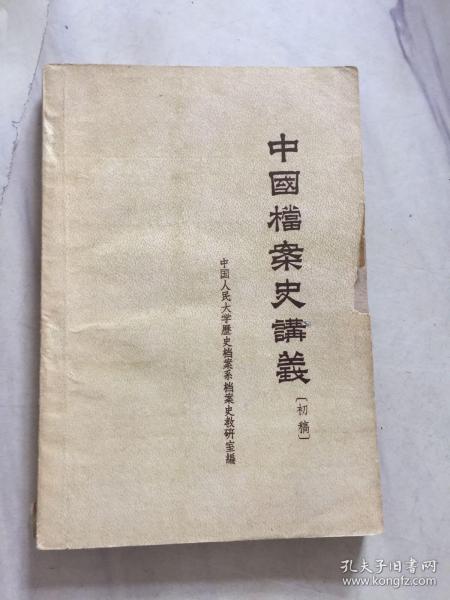 中國檔案史講義
〔初稿〕
中国人民大学歷史档案系档案史教研室編
孔夫子旧书网
www.kongfz.com